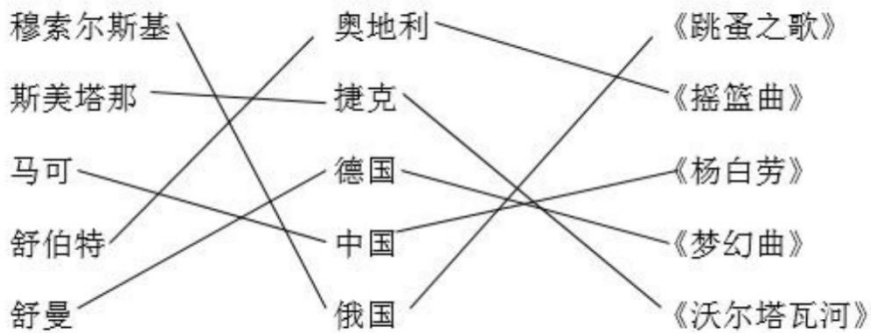 穆索尔斯基 奥地利 《跳蚤之歌》
斯美塔那 捷克 《摇篮曲》
马可 德国 《杨白劳》
舒伯特 中国 《梦幻曲》
舒曼 俄国 《沃尔塔瓦河》